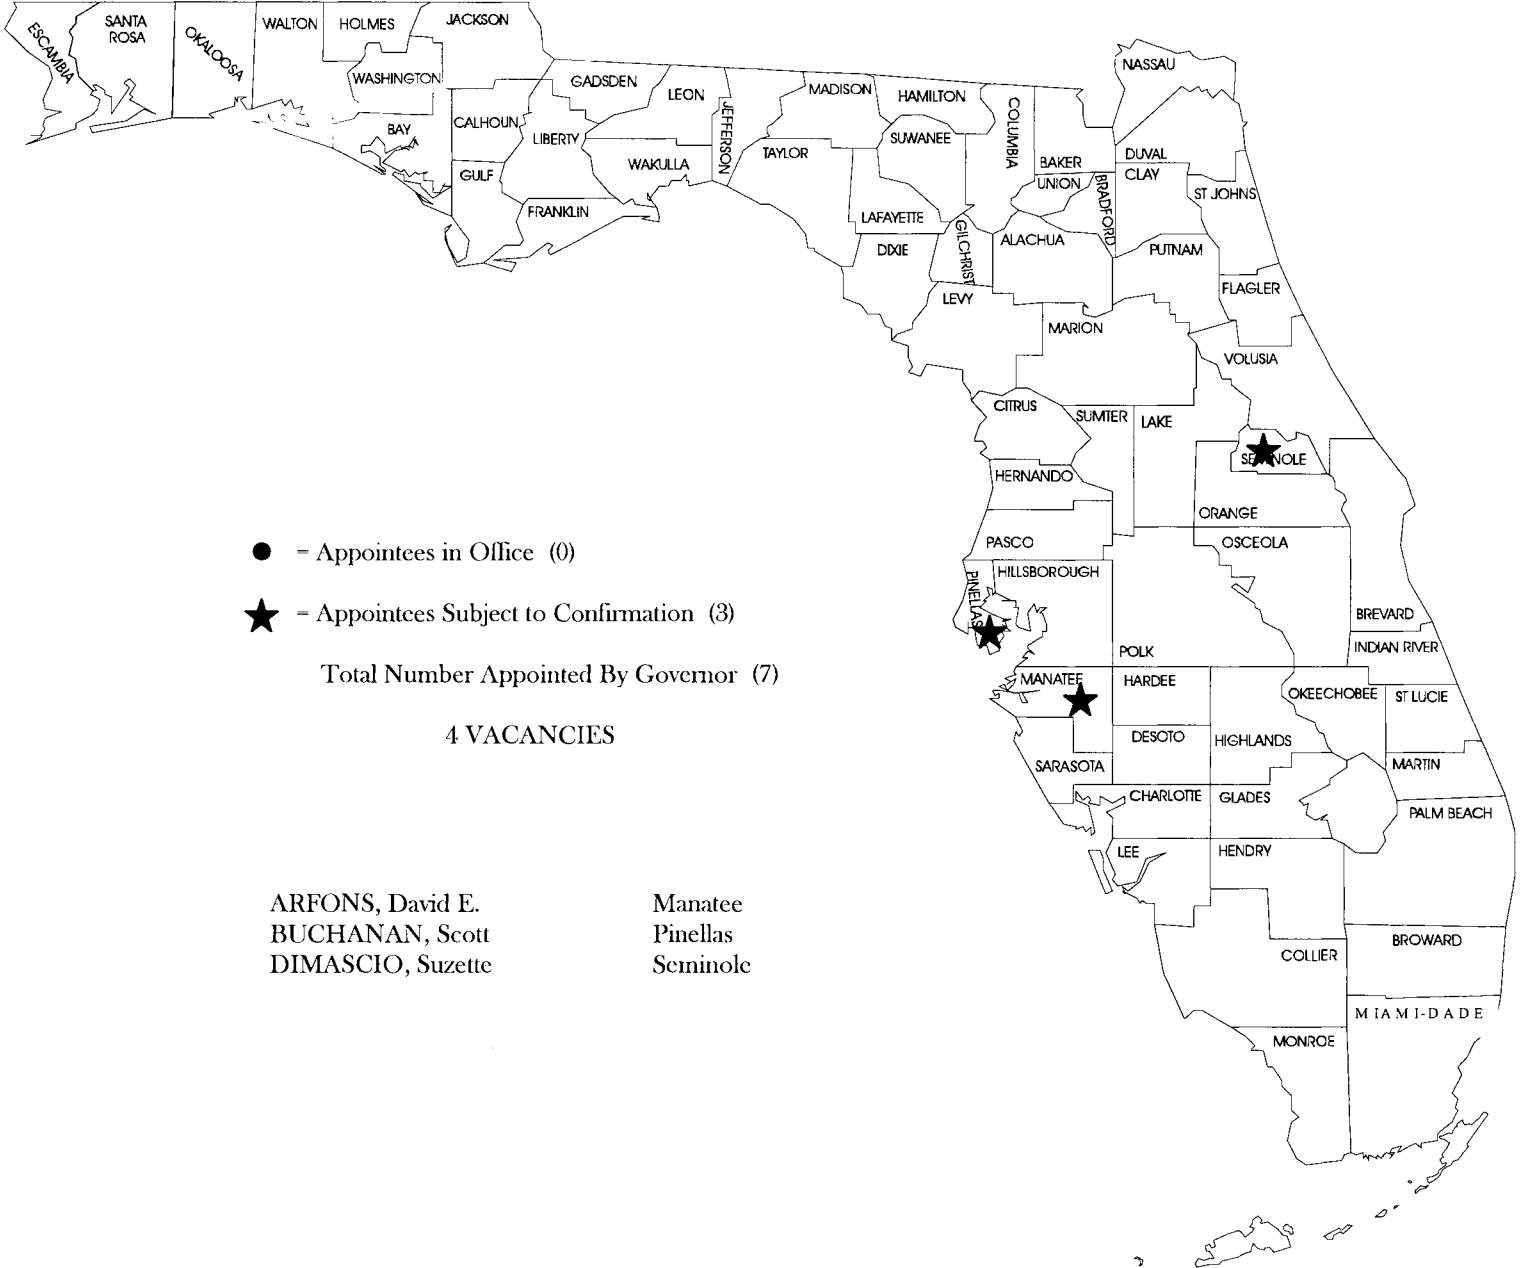 ESCAMBIA
SANTA
ROSA
OKALOOSA
WALTON
HOLMES
JACKSON
WASHINGTON
BAY
CALHOUN
GULF
LIBERTY
GADSDEN
FRANKLIN
LEON
WAKULLA
JEFFERSON
MADISON
TAYLOR
HAMILTON
SUWANEE
LAFAYETTE
DIXIE
COLUMBIA
GILCHRIST
BAKER
UNION
BRADFORD
ALACHUA
LEVY
NASSAU
DUVAL
CLAY
ST JOHNS
PUTNAM
FLAGLER
MARION
VOLUSIA
CITRUS
SUMTER
LAKE
SEMINOLE
HERNANDO
ORANGE
PASCO
OSCEOLA
HILLSBOROUGH
PINELLAS
BREVARD
INDIAN RIVER
POLK
MANATEE
HARDEE
OKEECHOBEE
ST LUCIE
DESOTO
HIGHLANDS
SARASOTA
MARTIN
CHARLOTTE
GLADES
PALM BEACH
LEE
HENDRY
BROWARD
COLLIER
MIAMI-DADE
MONROE
= Appointees in Office (0)
= Appointees Subject to Confirmation (3)
Total Number Appointed By Governor (7)
4 VACANCIES
ARFONS, David E. Manatee
BUCHANAN, Scott Pinellas
DIMASCIO, Suzette Seminole